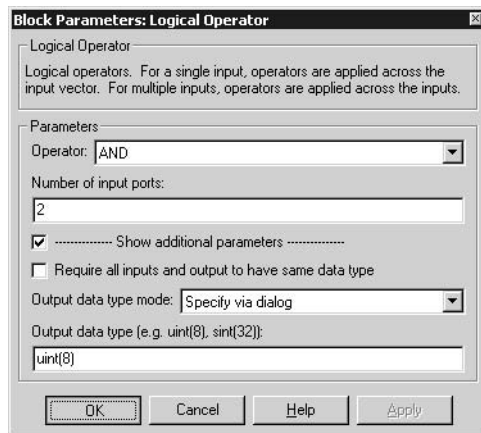 Block Parameters: Logical Operator
Logical Operator
Logical operators. For a single input, operators are applied across the
input vector. For multiple inputs, operators are applied across the inputs.
Parameters
Operator: AND
Number of input ports:
2
-------------- Show additional parameters --------------
Require all inputs and output to have same data type
Output data type mode: Specify via dialog
Output data type (e.g. uint(8), sint(32)):
uint(8)
OK Cancel Help Apply